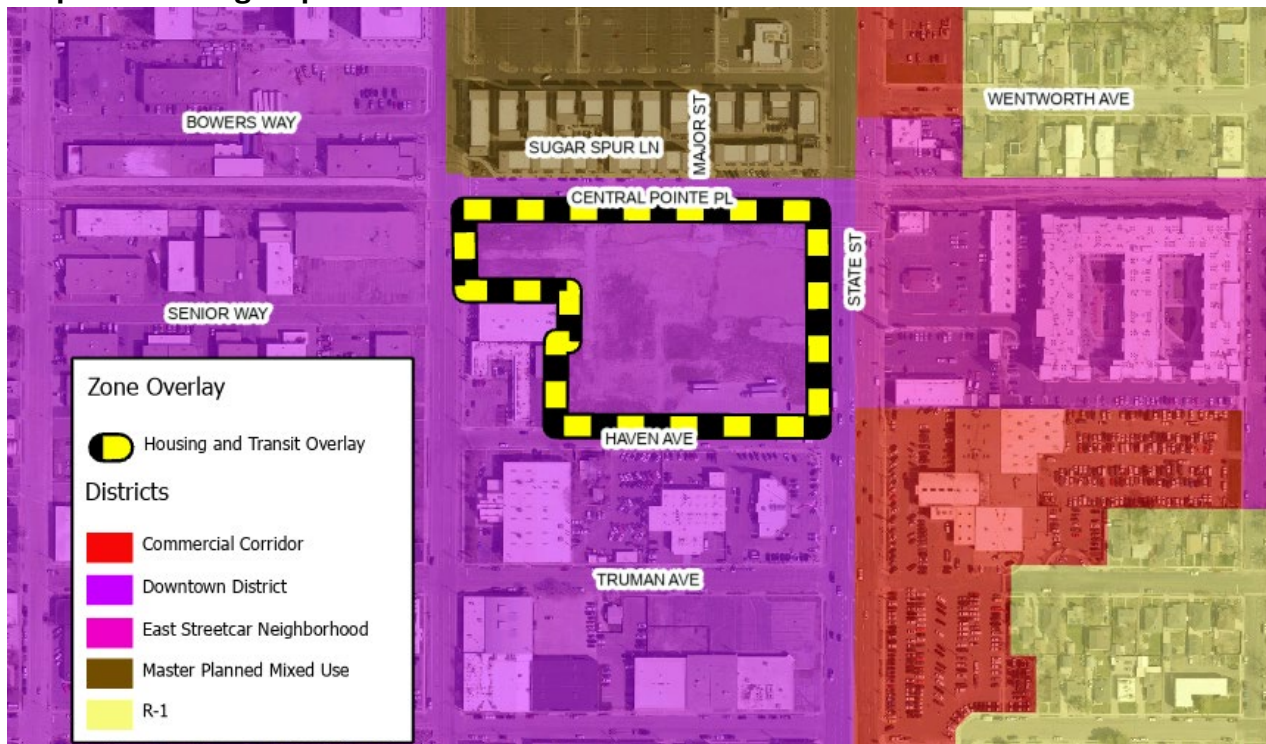 WENTWORTH AVE
BOWERS WAY
MAJOR ST
SUGAR SPUR LN
CENTRAL POINTE PL
STATE ST
SENIOR WAY
Zone Overlay
Housing and Transit Overlay
HAVEN AVE
Districts
Commercial Corridor
Downtown District
TRUMAN AVE
East Streetcar Neighborhood
Master Planned Mixed Use
R-1